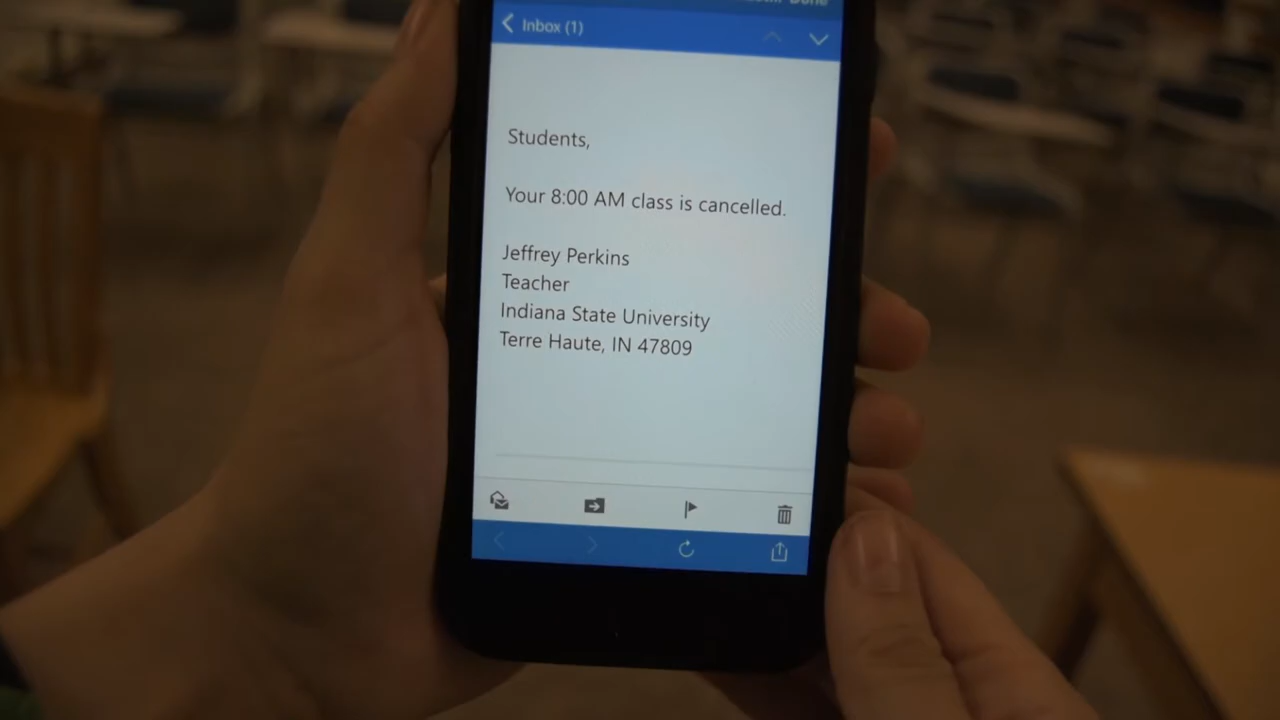 Inbox (1)
Students,
Your 8:00 AM class is cancelled.
Jeffrey Perkins
Teacher
Indiana State University
Terre Haute, IN 47809